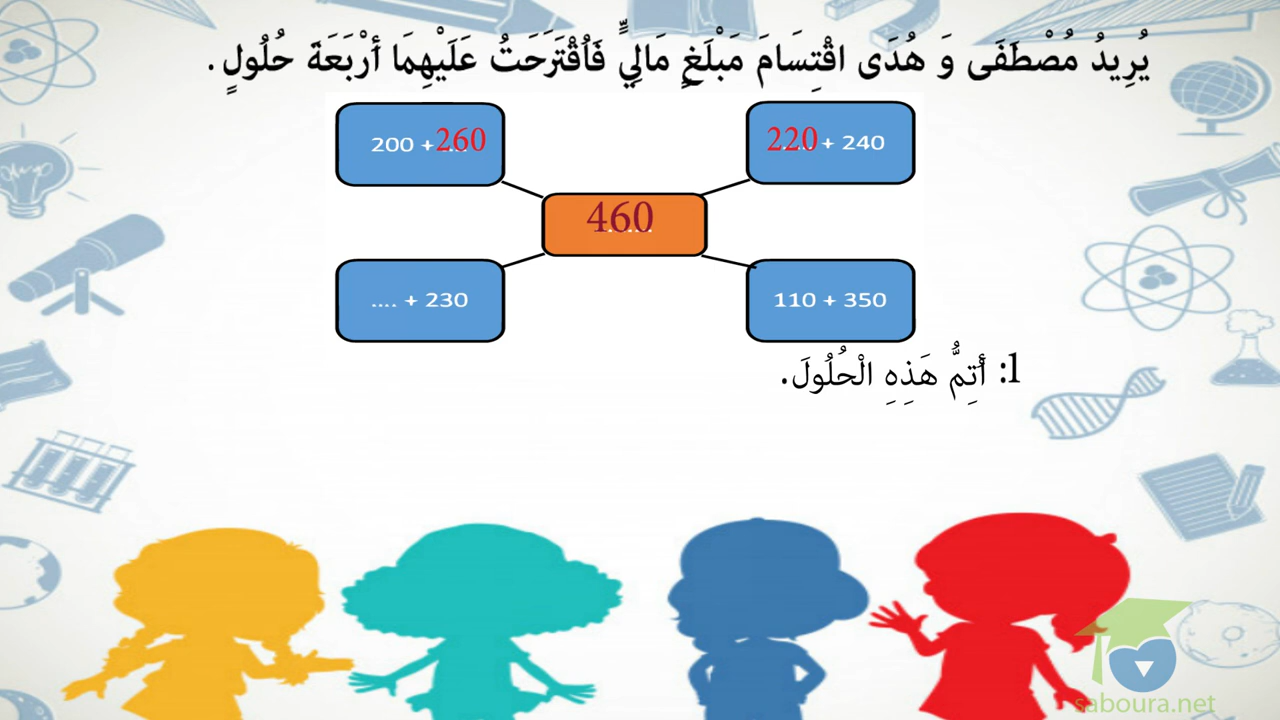 يُرِيدُ مُصْطَفَى وَ هُدَى اقْتِسَامَ مَبْلَغٍ مَالِيٍّ فَاُقْتَرَحَتُ عَلَيْهِمَا أَرْبَعَةَ حُلُولٍ .
200 + 260
220 + 240
460
.... + 230
110 + 350
1: أُتِمُّ هَذِهِ الْحُلُولَ.
saboura.net